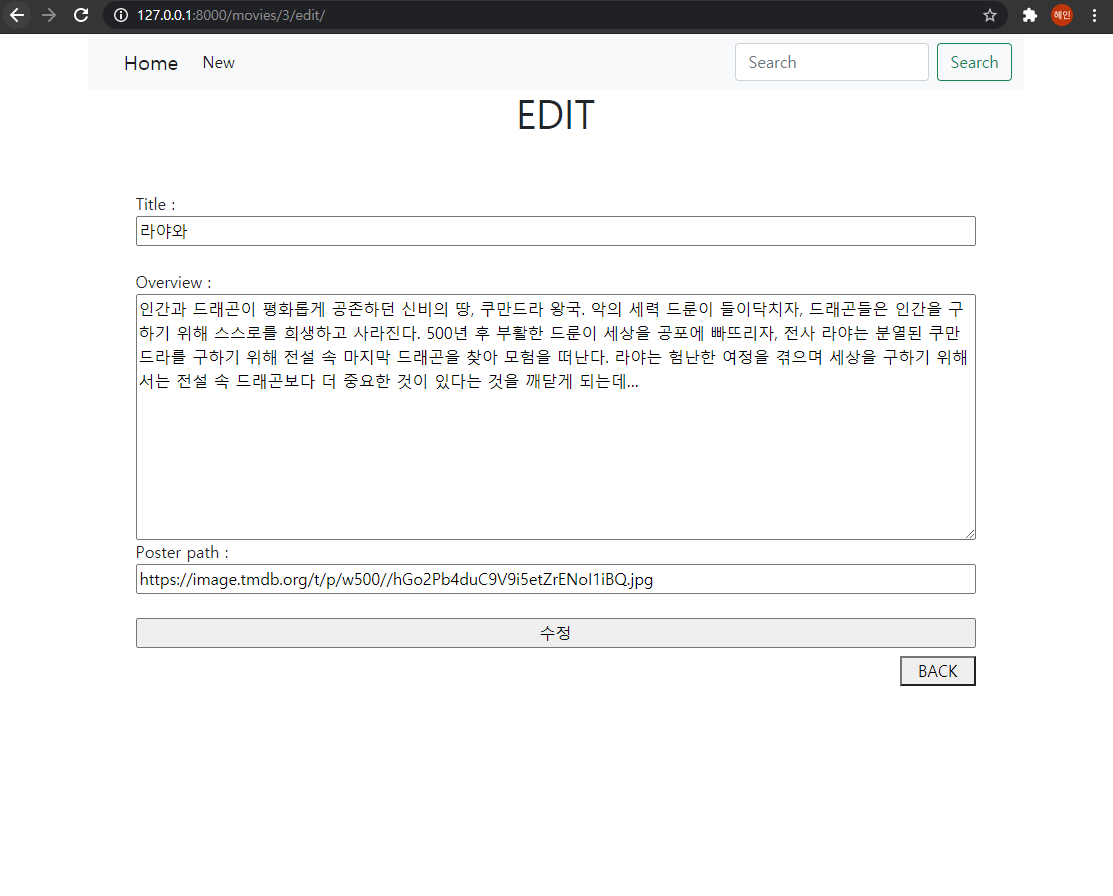 127.0.0.1:8000/movies/3/edit/
혜인
Home New Search Search
EDIT
Title :
라야와
Overview :
인간과 드래곤이 평화롭게 공존하던 신비의 땅, 쿠만드라 왕국. 악의 세력 드룬이 들이닥치자, 드래곤들은 인간을 구
하기 위해 스스로를 희생하고 사라진다. 500년 후 부활한 드룬이 세상을 공포에 빠뜨리자, 전사 라야는 분열된 쿠만
드라를 구하기 위해 전설 속 마지막 드래곤을 찾아 모험을 떠난다. 라야는 험난한 여정을 겪으며 세상을 구하기 위해
서는 전설 속 드래곤보다 더 중요한 것이 있다는 것을 깨닫게 되는데...
Poster path :
https://image.tmdb.org/t/p/w500//hGo2Pb4duC9V9i5etZrENoI1iBQ.jpg
수정
BACK